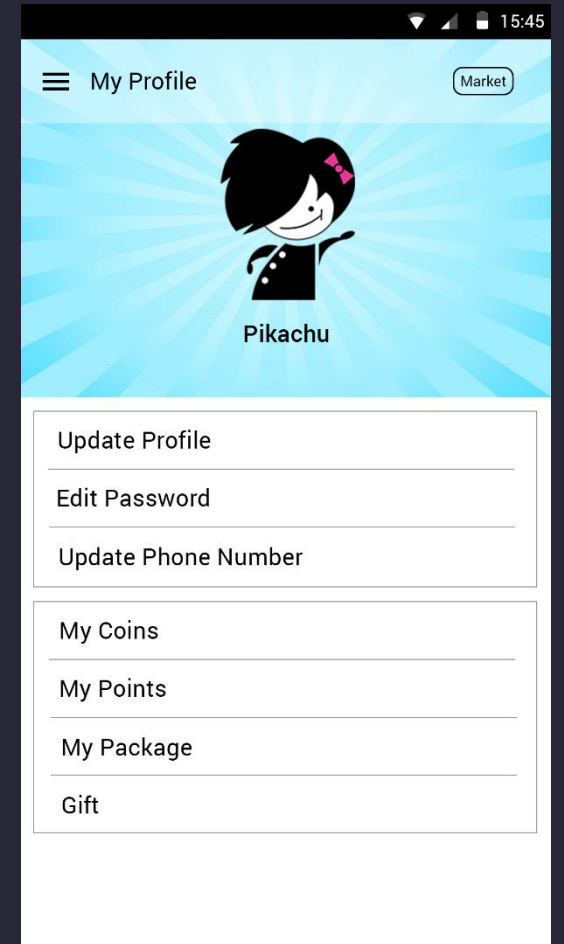 15:45
My Profile
Market
Pikachu
Update Profile
Edit Password
Update Phone Number
My Coins
My Points
My Package
Gift